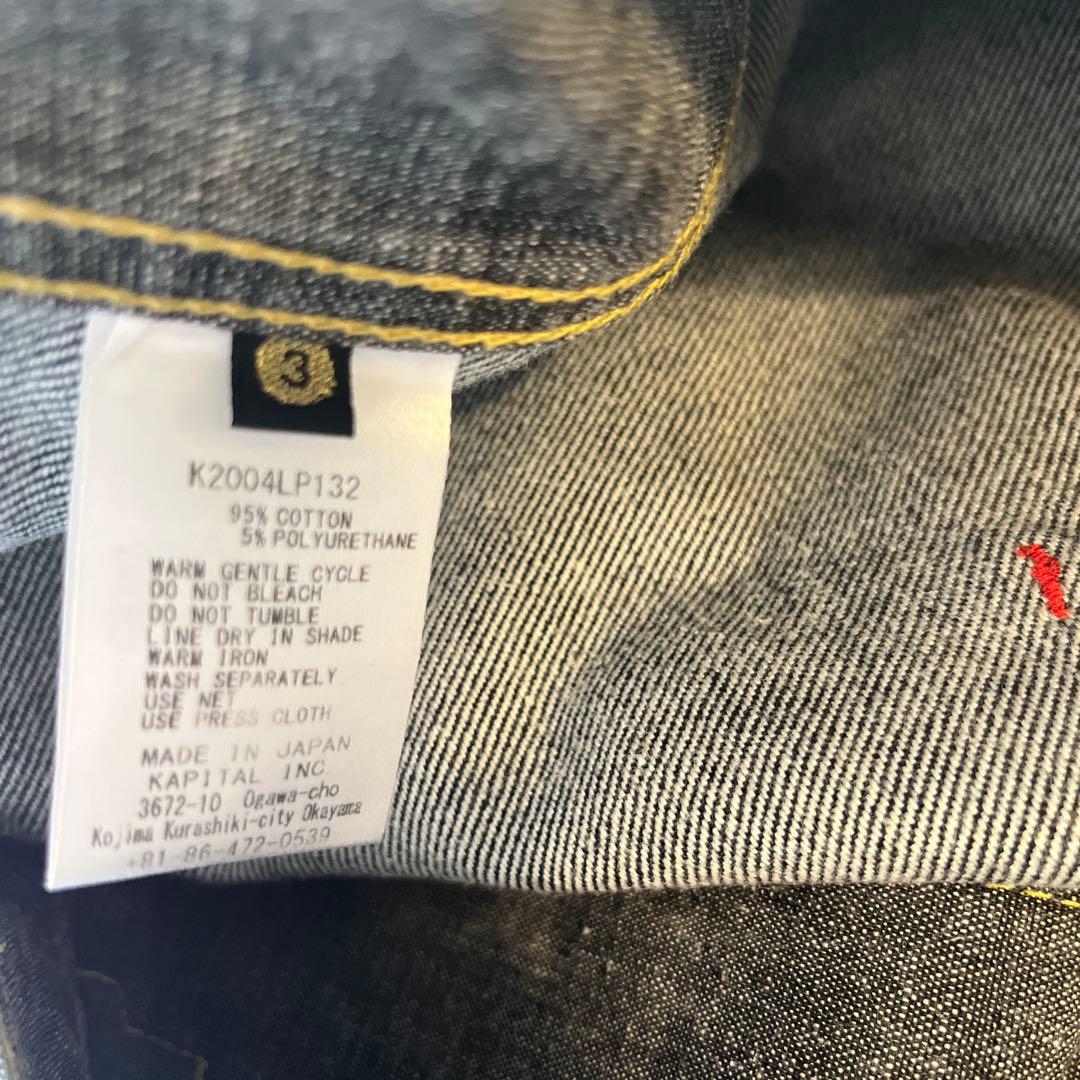 3
K2004LP132
95% COTTON
5% POLYURETHANE
WARM GENTLE CYCLE
DO NOT BLEACH
DO NOT TUMBLE
LINE DRY IN SHADE
WARM IRON
WASH SEPARATELY
USE NET
USE PRESS CLOTH
MADE IN JAPAN
KAPITAL INC.
3672-10 Ogawa-cho
Kojima Kurashiki-city Okayama
+81-86-472-0539